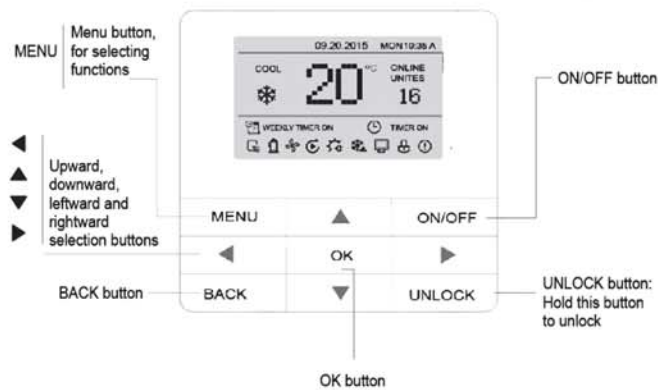 MENU
Menu button,
for selecting
functions
09.20.2015 MON10:38 A
COOL
20 °C
ONLINE
UNITES
16
WEEKLY TIMER ON
TIMER ON
ON/OFF button
Upward,
downward,
leftward and
rightward
selection buttons
MENU
ON/OFF
OK
BACK
UNLOCK
BACK button
UNLOCK button:
Hold this button
to unlock
OK button